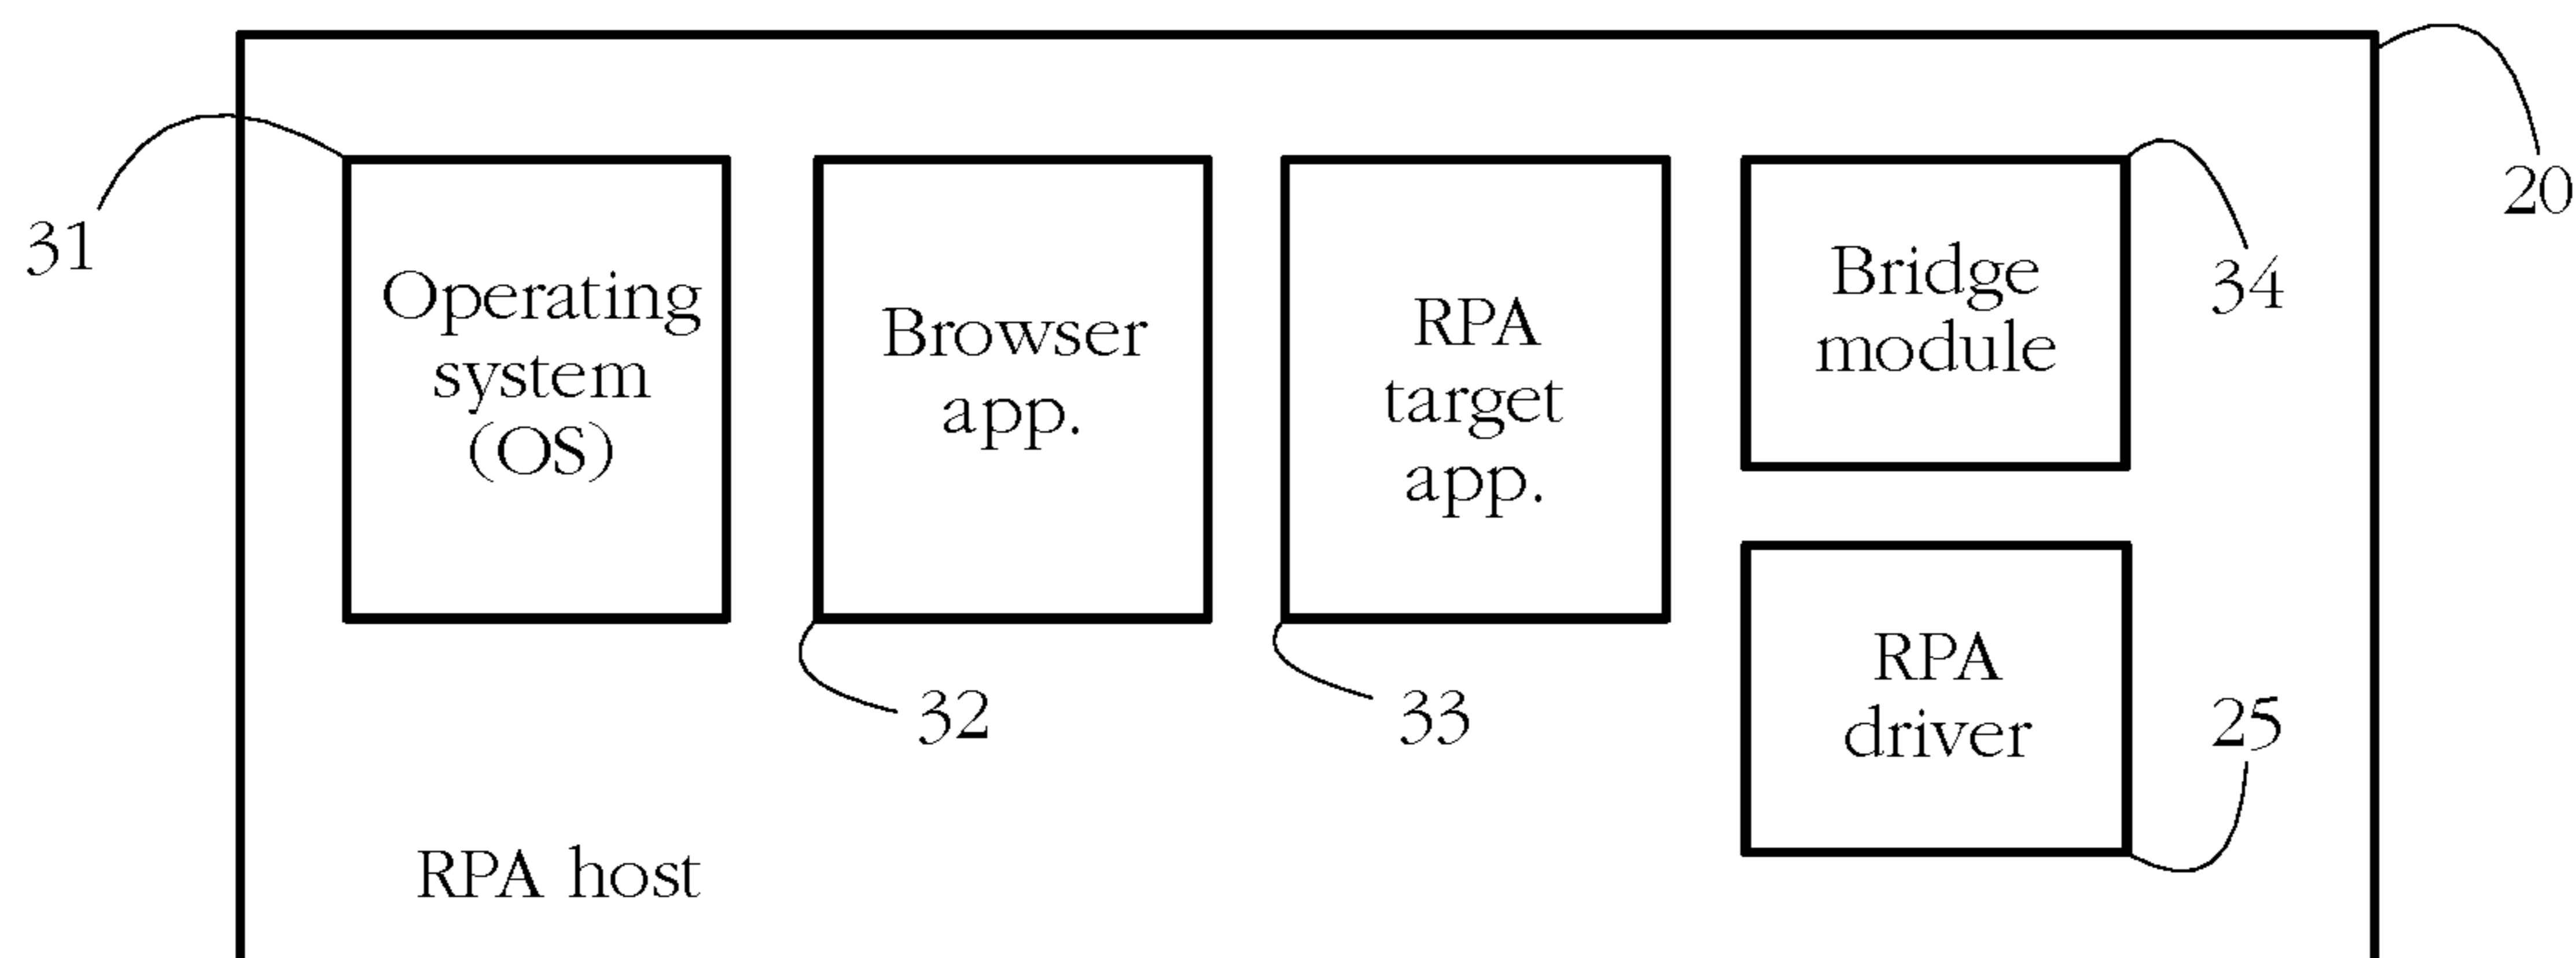 20
31
Operating
system
(OS)
Browser
app.
RPA
target
app.
Bridge
module
34
32
33
RPA
driver
25
RPA host